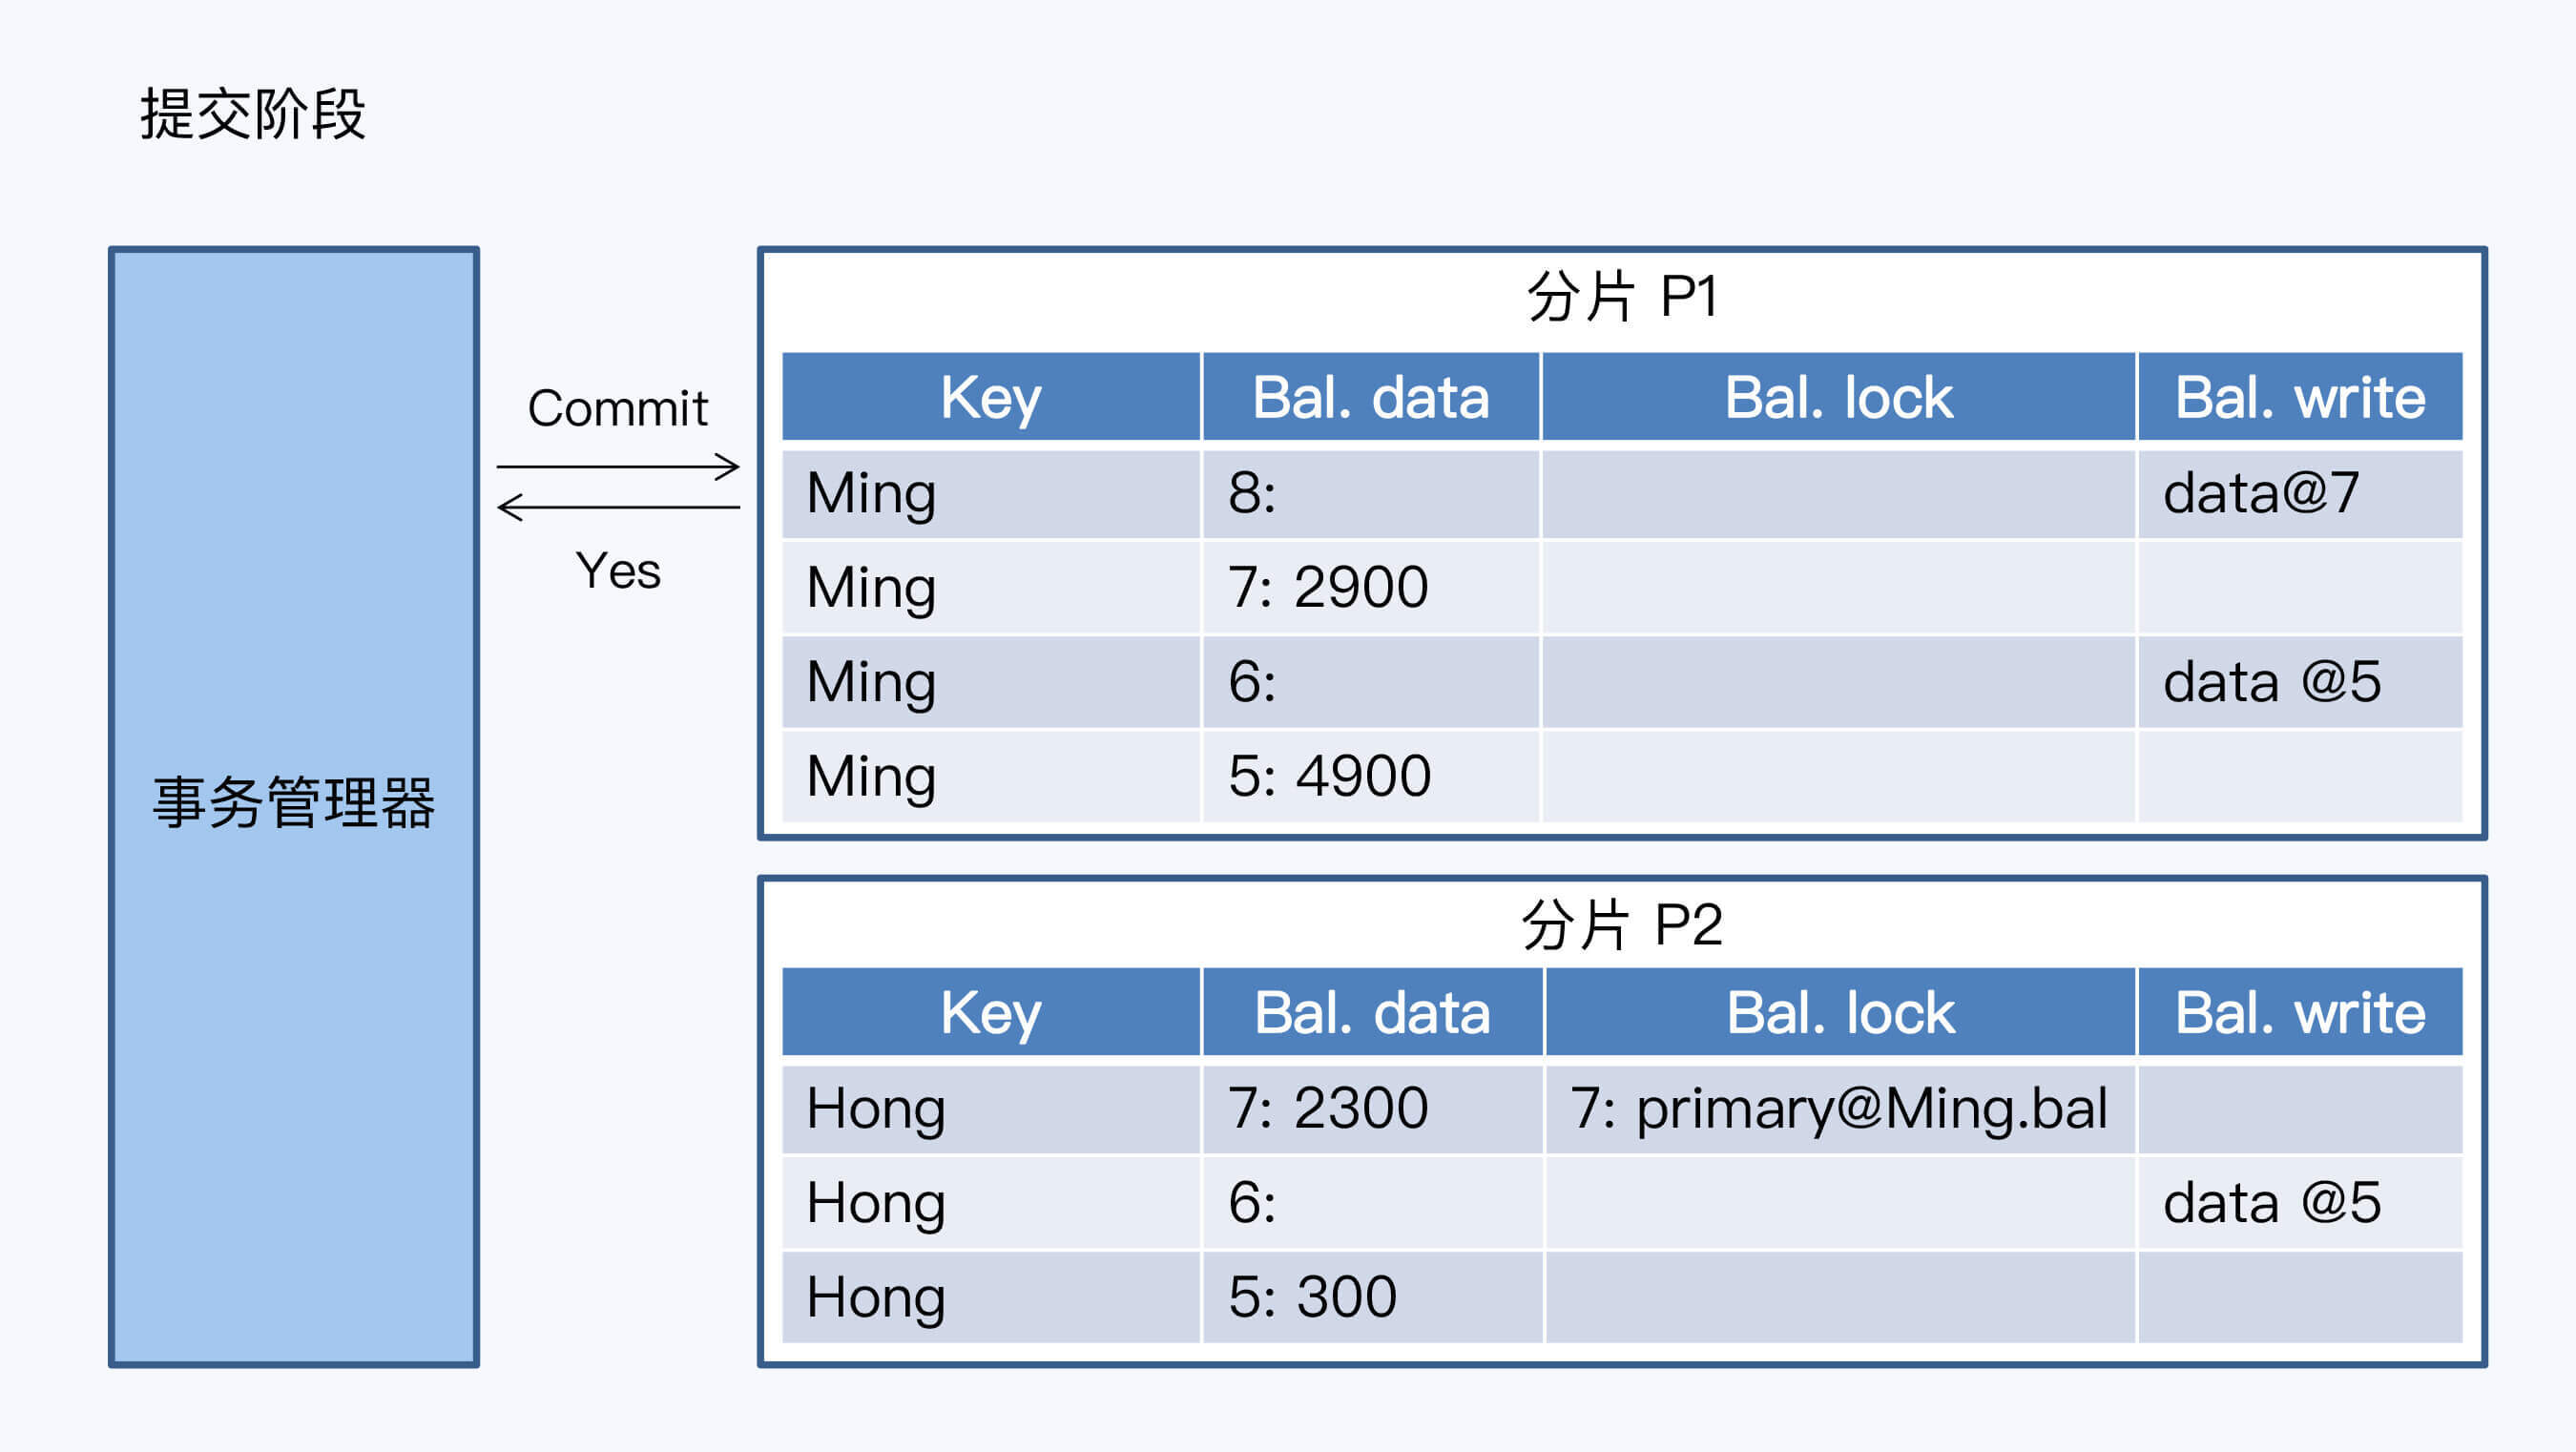 提交阶段
事务管理器
Commit
Yes
分片 P1
Key Bal. data Bal. lock Bal. write
Ming 8: data@7
Ming 7: 2900
Ming 6: data @5
Ming 5: 4900
分片 P2
Key Bal. data Bal. lock Bal. write
Hong 7: 2300 7: primary@Ming.bal
Hong 6: data @5
Hong 5: 300